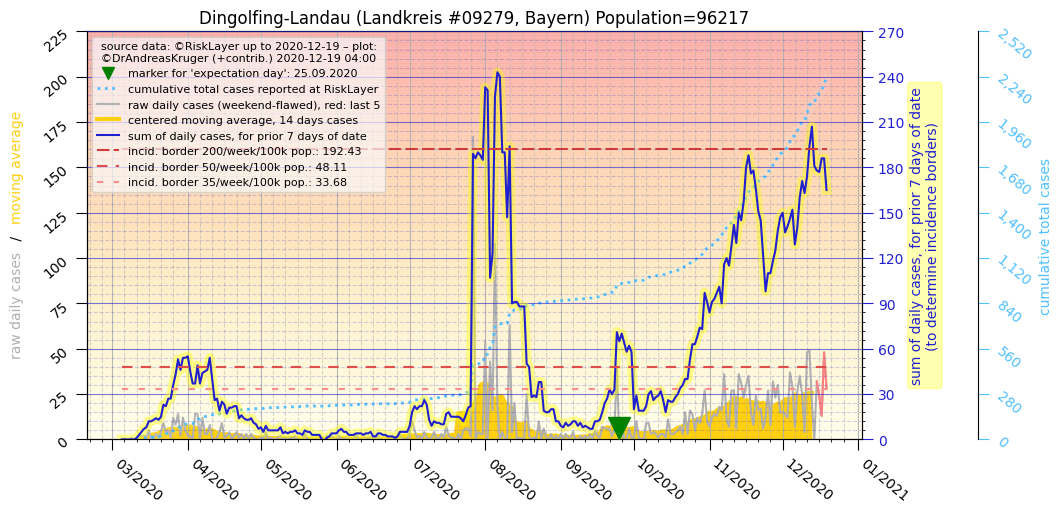 Dingolfing-Landau (Landkreis #09279, Bayern) Population=96217
source data: ©RiskLayer up to 2020-12-19 – plot:
©DrAndreasKruger (+contrib.) 2020-12-19 04:00
marker for 'expectation day': 25.09.2020
cumulative total cases reported at RiskLayer
raw daily cases (weekend-flawed), red: last 5
centered moving average, 14 days cases
sum of daily cases, for prior 7 days of date
incid. border 200/week/100k pop.: 192.43
incid. border 50/week/100k pop.: 48.11
incid. border 35/week/100k pop.: 33.68
raw daily cases / moving average
225
200
175
150
125
100
75
50
25
0
03/2020
04/2020
05/2020
06/2020
07/2020
08/2020
09/2020
10/2020
11/2020
12/2020
01/2021
270
240
210
180
150
120
90
60
30
0
sum of daily cases, for prior 7 days of date
(to determine incidence borders)
2,520
2,240
1,960
1,680
1,400
1,120
840
560
280
0
cumulative total cases